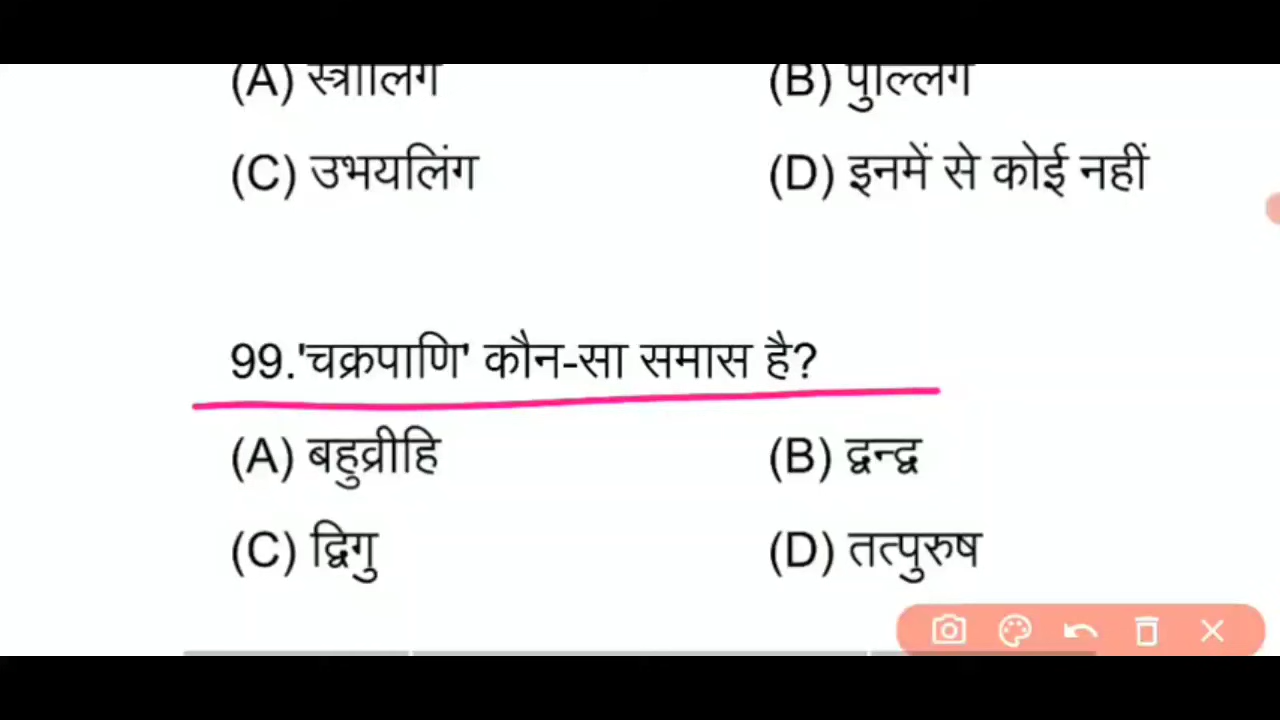 (A) स्त्रीलिंग (B) पुल्लिंग
(C) उभयलिंग (D) इनमें से कोई नहीं
99.'चक्रपाणि' कौन-सा समास है?
(A) बहुव्रीहि (B) द्वन्द्व
(C) द्विगु (D) तत्पुरुष